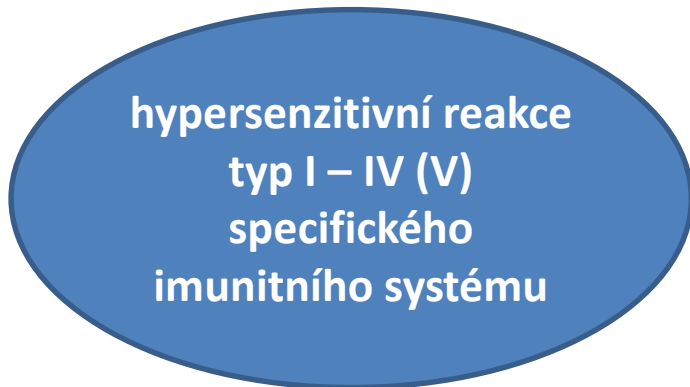 hypersenzitivní reakce
typ I – IV (V)
specifického
imunitního systému